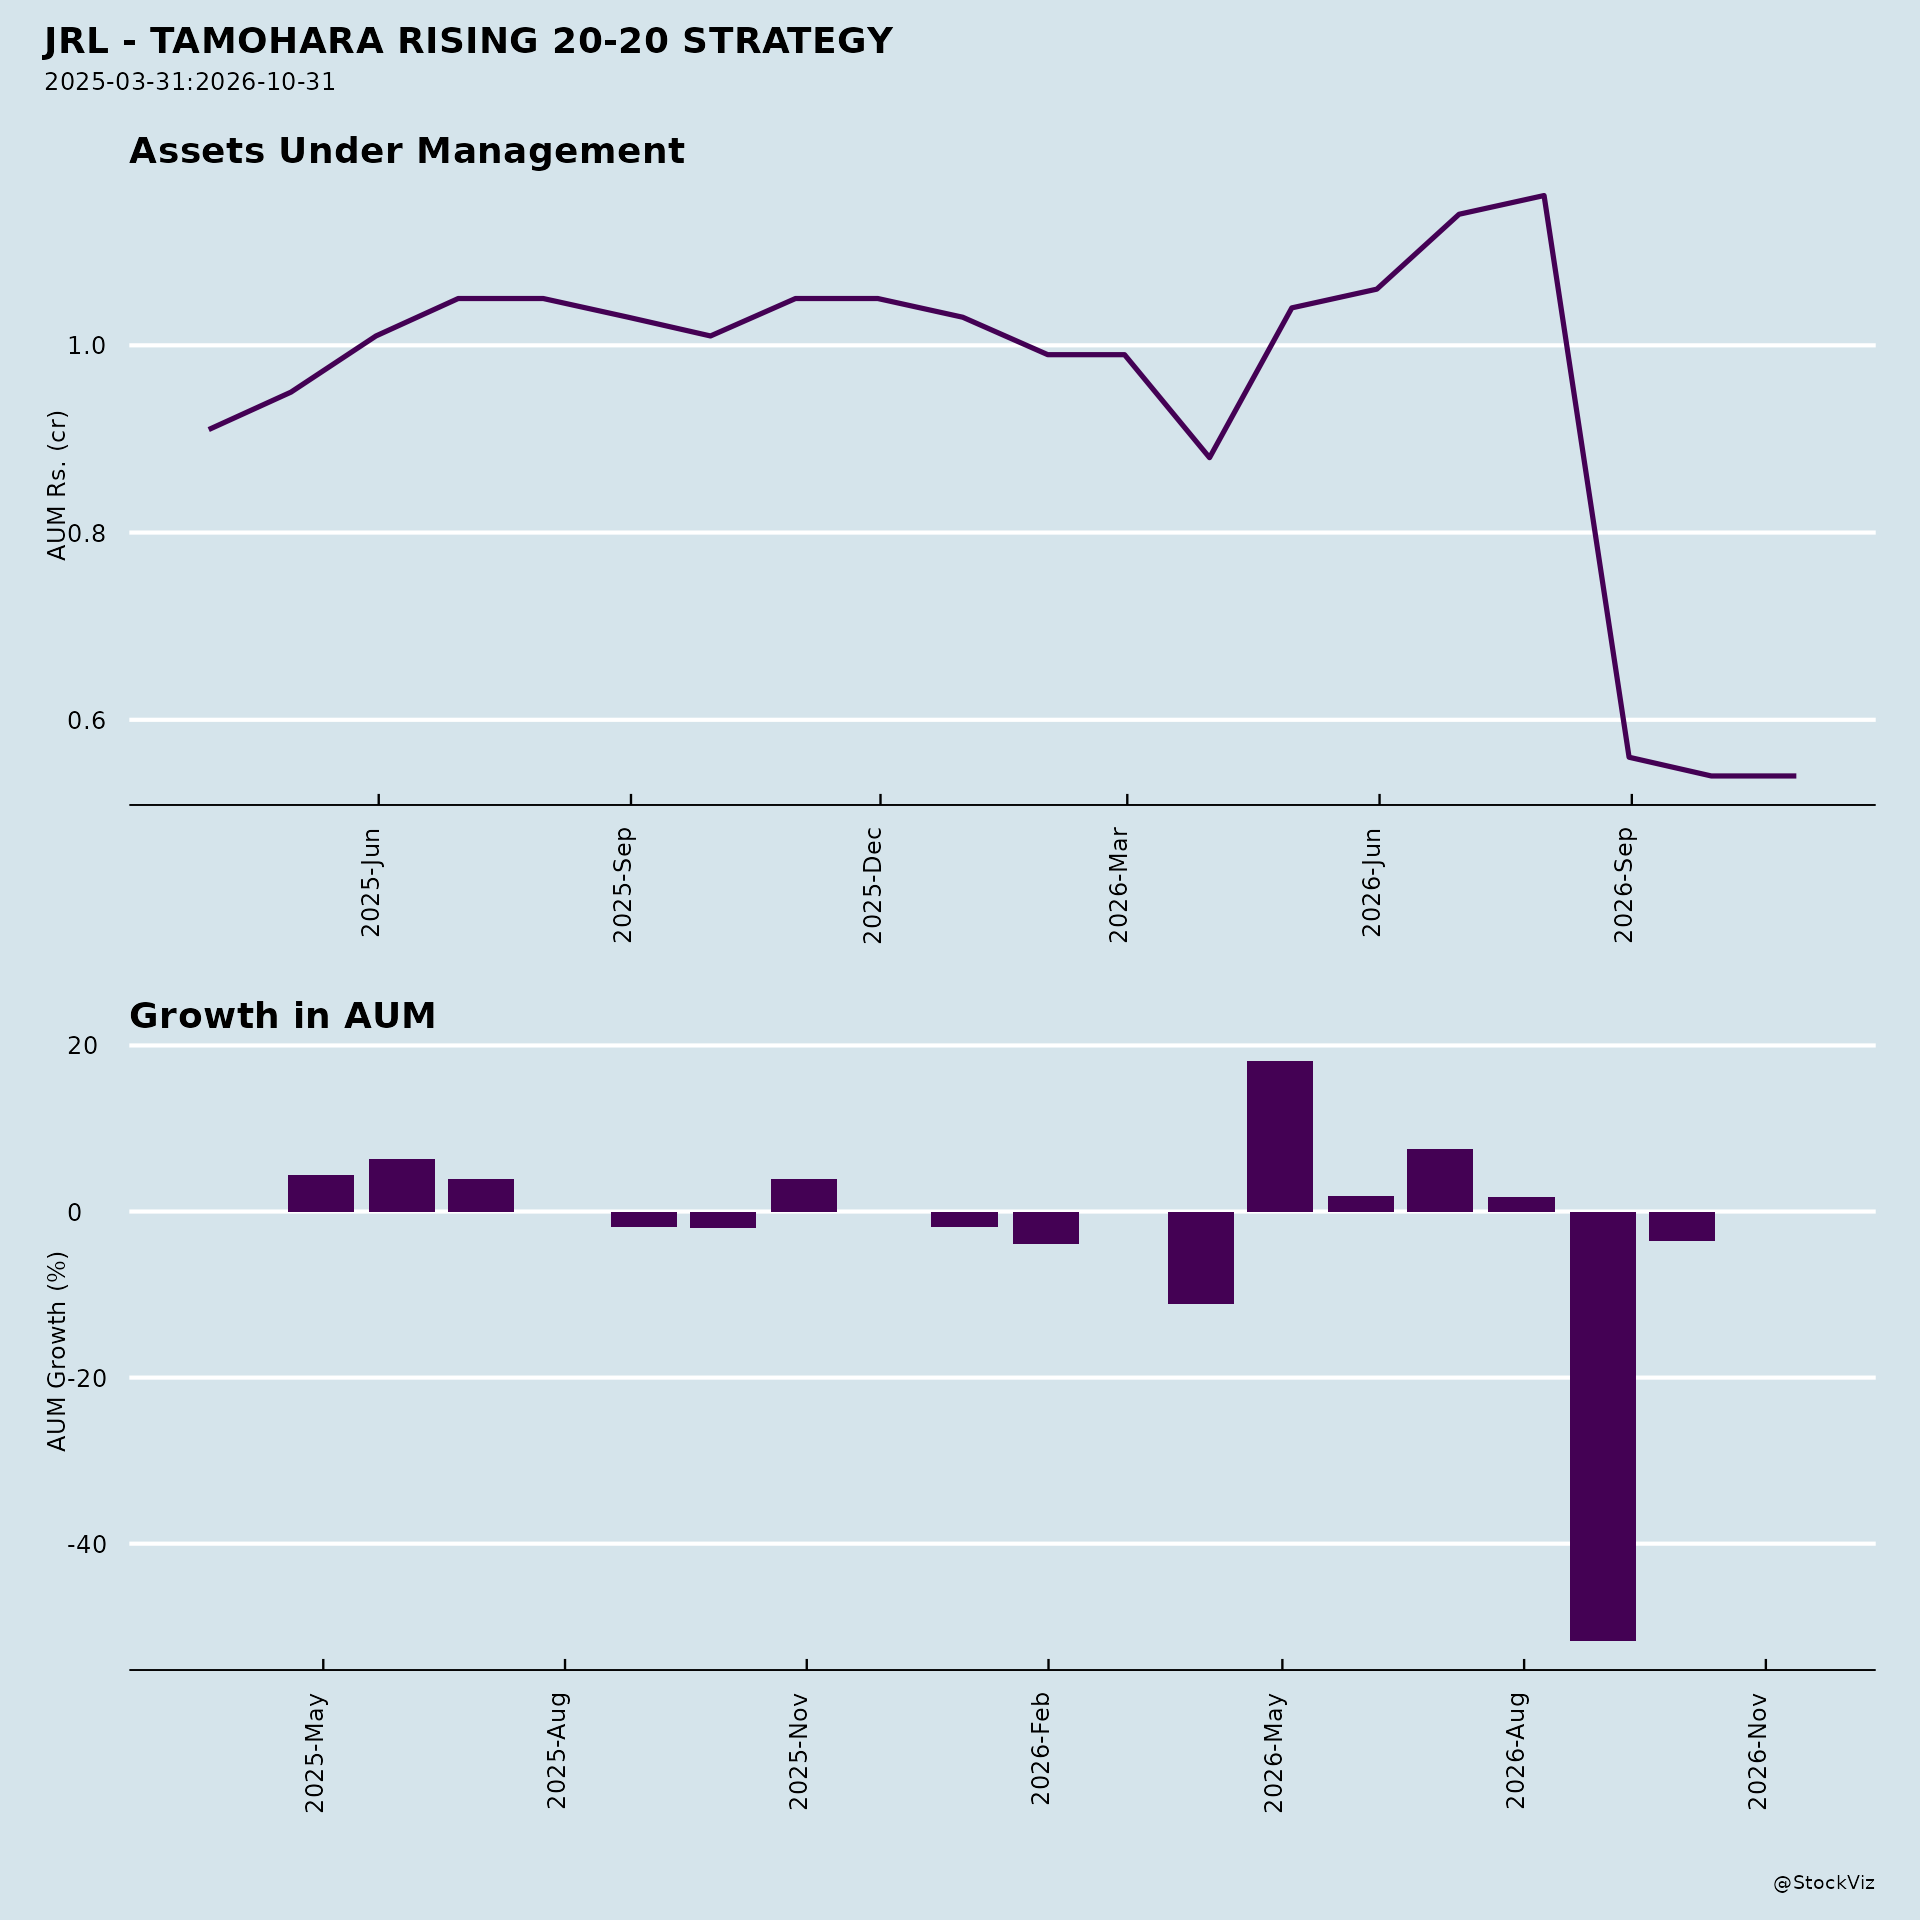 JRL - TAMOHARA RISING 20-20 STRATEGY
2025-03-31:2026-10-31
Assets Under Management
AUM Rs. (cr)
1.0
0.8
0.6
2025-Jun
2025-Sep
2025-Dec
2026-Mar
2026-Jun
2026-Sep
Growth in AUM
AUM Growth (%)
20
0
-20
-40
2025-May
2025-Aug
2025-Nov
2026-Feb
2026-May
2026-Aug
2026-Nov
@StockViz